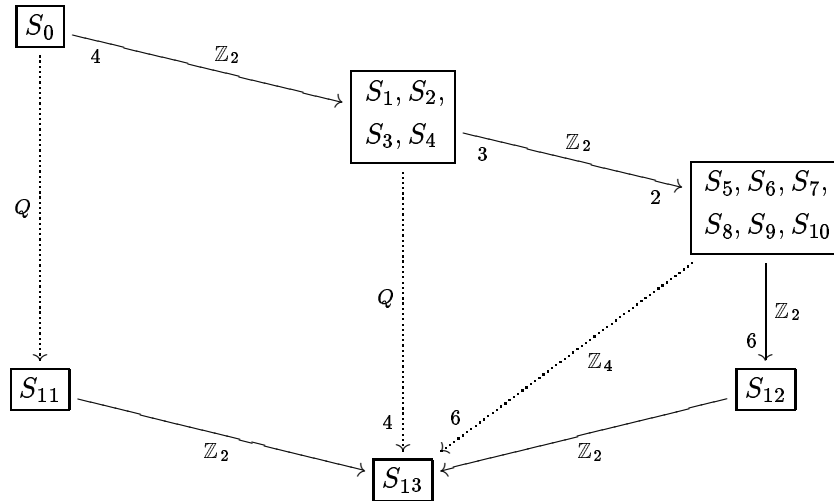 S₀
4
ℤ₂
S₁, S₂,
S₃, S₄
3
ℤ₂
2
S₅, S₆, S₇,
S₈, S₉, S₁₀
Q
Q
ℤ₂
6
ℤ₄
S₁₁
S₁₂
4
6
ℤ₂
ℤ₂
S₁₃